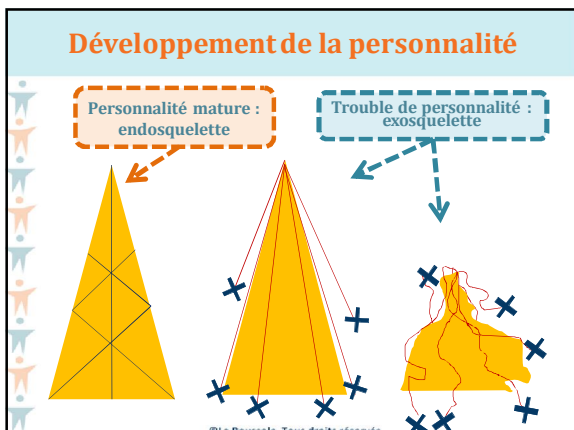 Développement de la personnalité
Personnalité mature :
endosquelette
Trouble de personnalité :
exosquelette